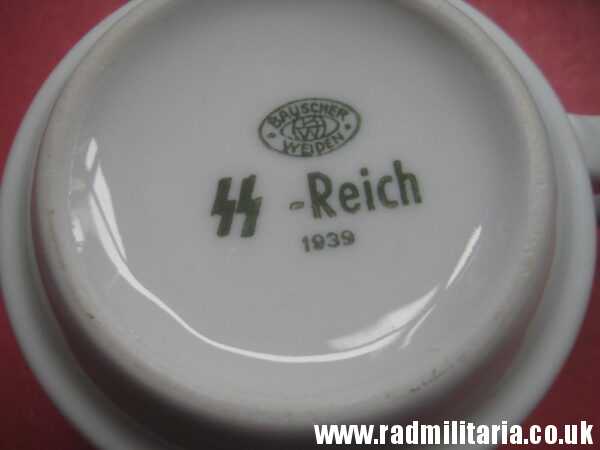 BAUSCHER
WEIDEN
SS -Reich
1939
www.radmilitaria.co.uk